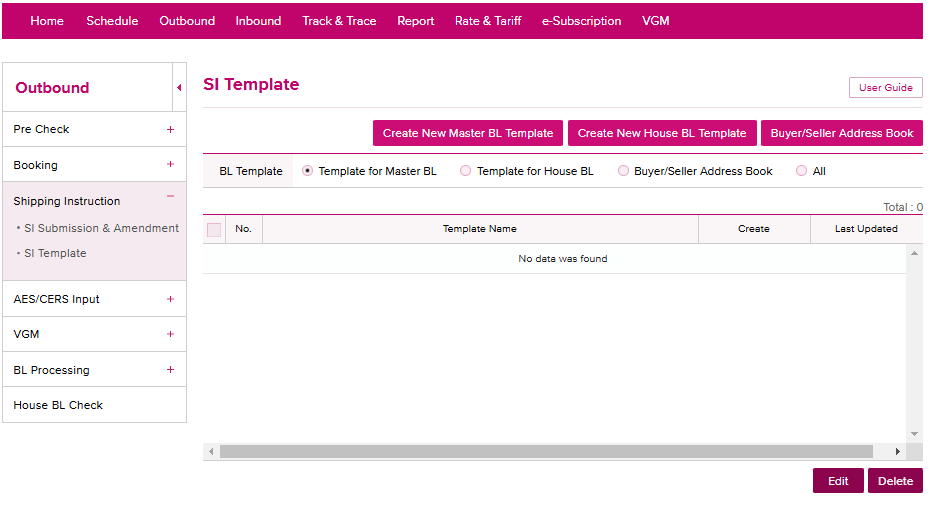 Home Schedule Outbound Inbound Track & Trace Report Rate & Tariff e-Subscription VGM
Outbound
Pre Check
Booking
Shipping Instruction
• SI Submission & Amendment
• SI Template
AES/CERS Input
VGM
BL Processing
House BL Check
SI Template
User Guide
Create New Master BL Template Create New House BL Template Buyer/Seller Address Book
BL Template Template for Master BL Template for House BL Buyer/Seller Address Book All
Total : 0
No. Template Name Create Last Updated
No data was found
Edit Delete